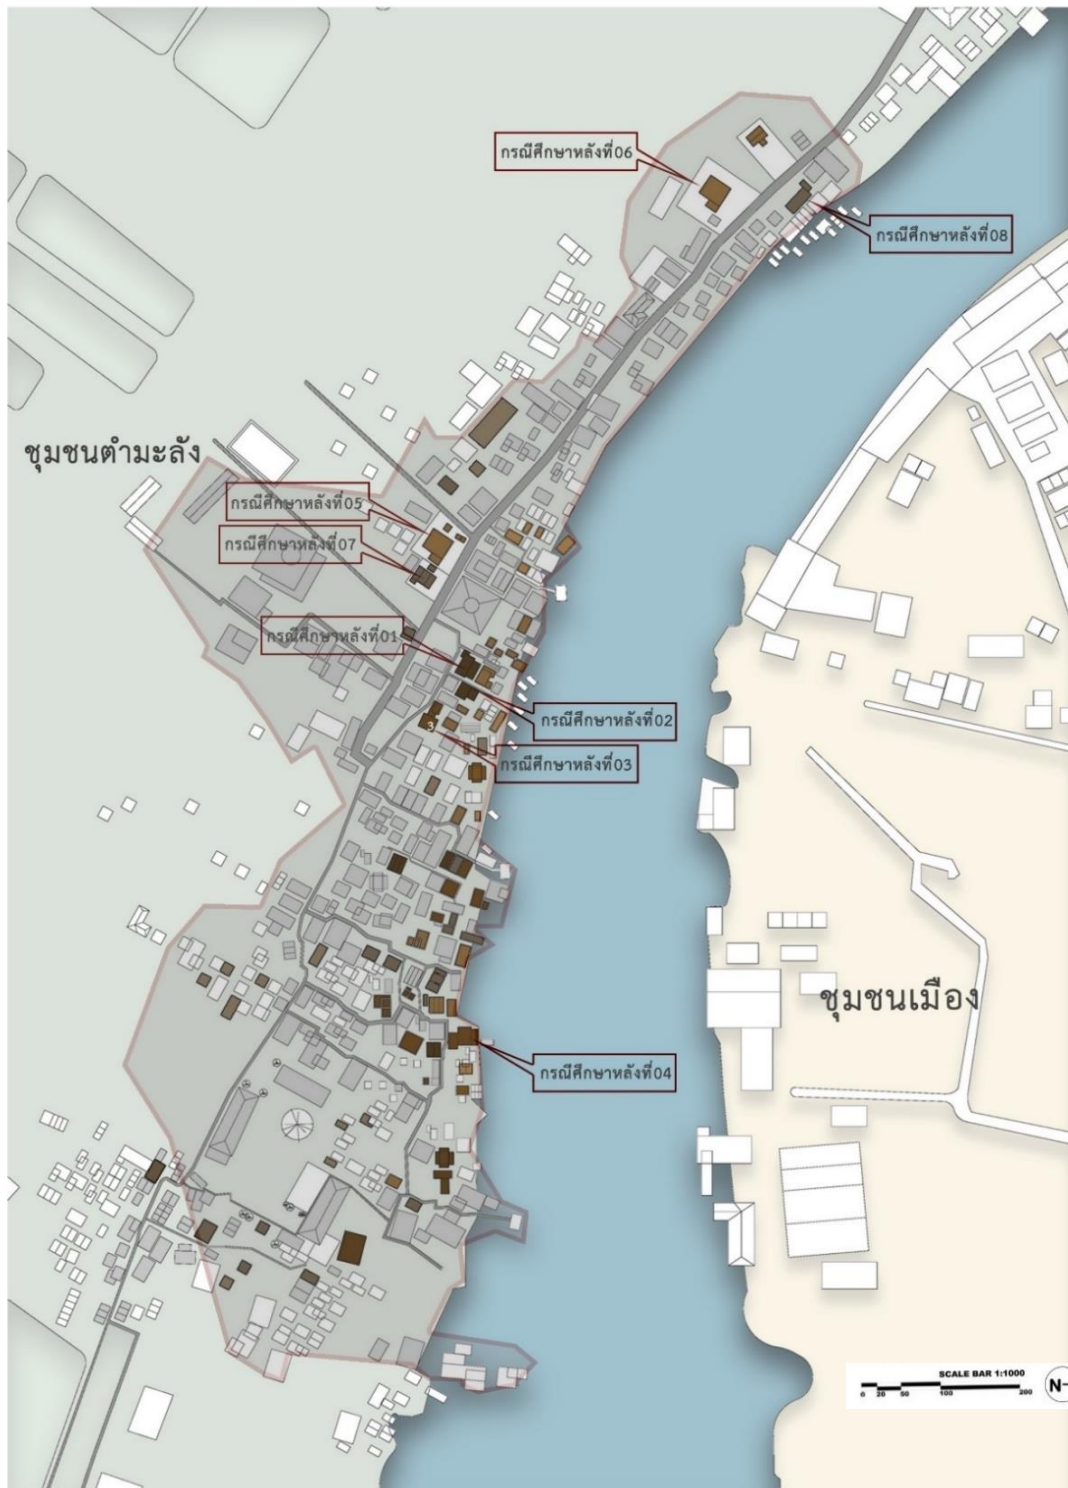 กรณีศึกษาหลังที่06
กรณีศึกษาหลังที่08
ชุมชนตำมะลัง
กรณีศึกษาหลังที่05
กรณีศึกษาหลังที่07
กรณีศึกษาหลังที่01
กรณีศึกษาหลังที่02
3
กรณีศึกษาหลังที่03
ชุมชนเมือง
กรณีศึกษาหลังที่04
SCALE BAR 1:1000
0 20 50 100 200
N